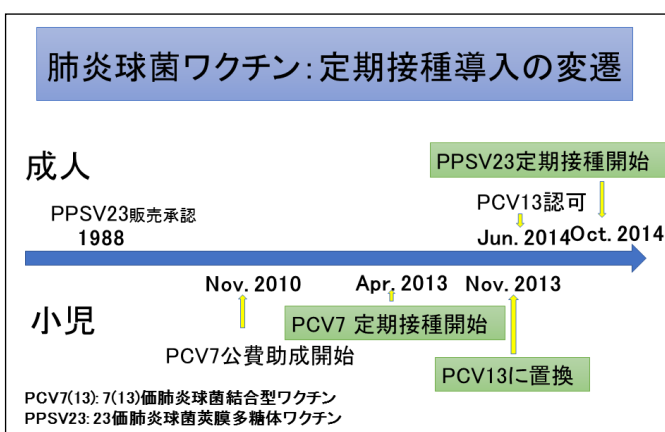 肺炎球菌ワクチン：定期接種導入の変遷
成人
PPSV23定期接種開始
PPSV23販売承認
1988
PCV13認可
Jun. 2014
Oct. 2014
Nov. 2010
Apr. 2013
Nov. 2013
小児
PCV7 定期接種開始
PCV7公費助成開始
PCV13に置換
PCV7(13): 7(13)価肺炎球菌結合型ワクチン
PPSV23: 23価肺炎球菌莢膜多糖体ワクチン